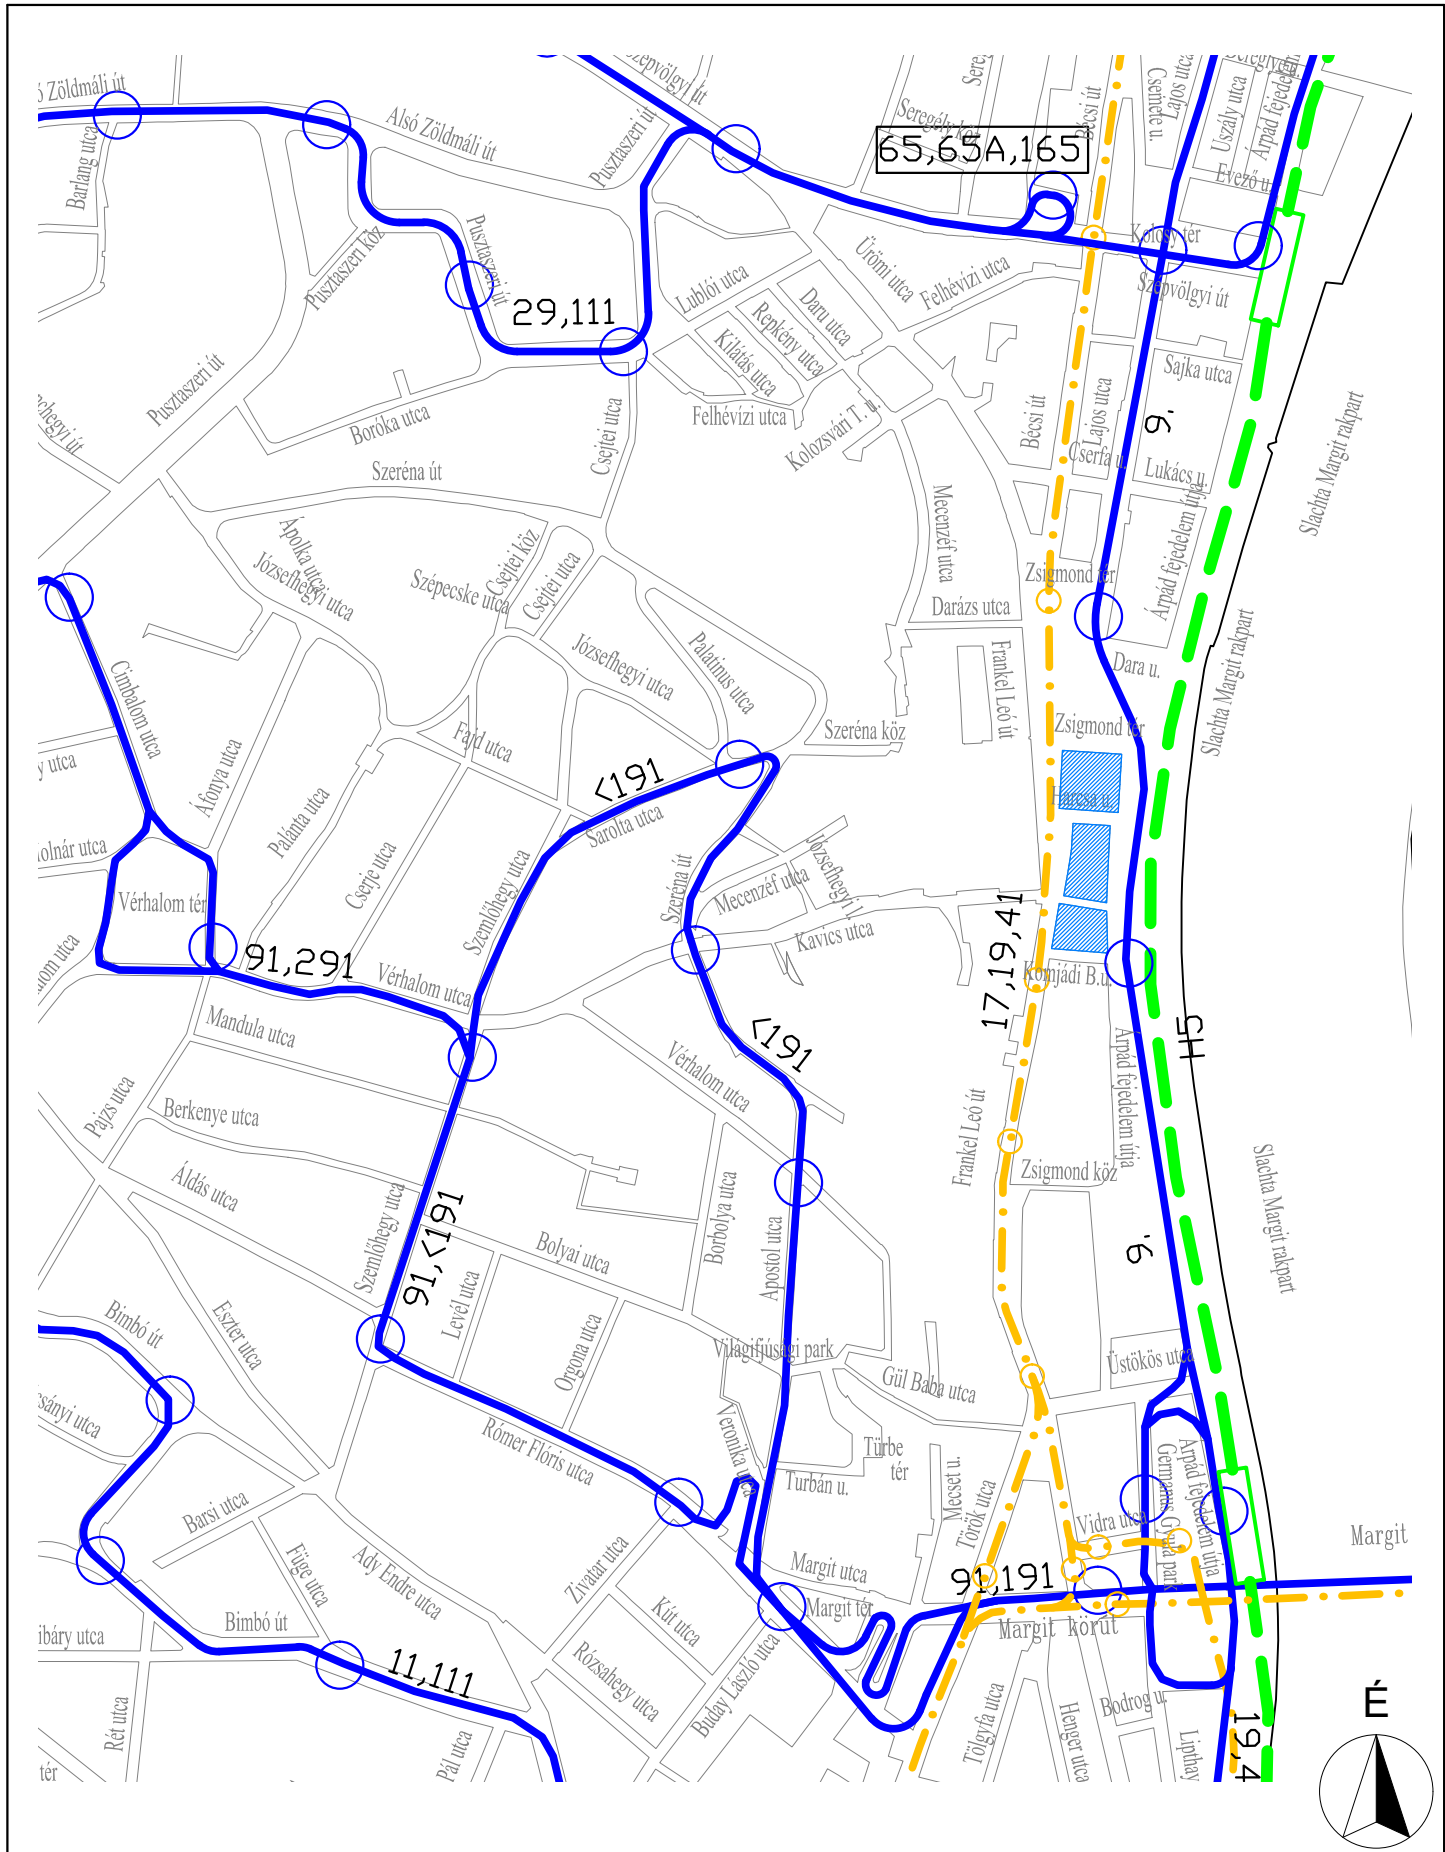 Szépvölgyi út
Zöldmáli út
Alsó Zöldmáli út
Barlang utca
Pusztaszeri út
Seregély köz
65,65A,165
Bécsi út
Csemete u.
Lajos utca
Uszály utca
Árpád fejedelem
Evező u.
Kolosy tér
Szépvölgyi út
Pusztaszeri út
Pusztaszeri köz
29,111
Lublói utca
Ürömi utca
Felhévízi utca
Daru utca
Repkény utca
Kilátás utca
Sajka utca
Pusztaszeri út
Boróka utca
Csejtei utca
Felhévízi utca
Kolozsvári T. u.
Bécsi út
Lajos utca
Cserfa u.
9.
Lukács u.
Slachta Margit rakpart
Szeréna út
Mecenzéf utca
Árpád fejedelem útja
Ápolka utca
Józsefhegyi utca
Szépecske utca
Csejtei köz
Csejtei utca
Zsigmond tér
Darázs utca
Józsefhegyi utca
Palatinus utca
Frankel Leó út
Dara u.
Slachta Margit rakpart
Cimbalom utca
Szeréna köz
Zsigmond tér
Fajd utca
Áfonya utca
Palánta utca
<191
Sarolta utca
Harcsa u.
Cserje utca
Szemlőhegy utca
Szeréna út
Mecenzéf utca
Józsefhegyi l.
Kavics utca
Vérhalom tér
91,291
Vérhalom utca
17,19,41
Komjádi B.u.
Mandula utca
<191
H5
Vérhalom utca
Árpád fejedelem útja
Pajzs utca
Berkenye utca
Frankel Leó út
Zsigmond köz
Áldás utca
Szemlőhegy utca
91,<191
Bolyai utca
Borbolya utca
Apostol utca
9.
Slachta Margit rakpart
Levél utca
Bimbó út
Eszter utca
Orgona utca
Világifjúsági park
Gül Baba utca
Üstökös utca
Rómer Flóris utca
Veronika utca
Türbe
tér
Turbán u.
Mecset u.
Török utca
Germanus Gyula park
Árpád fejedelem útja
Barsi utca
Füge utca
Ady Endre utca
Zivatar utca
Vidra utca
Margit
Margit utca
91,191
Margit tér
Margit körút
Bimbó út
Kút utca
Rózsahegy utca
Buday László utca
11,111
Rét utca
Pál utca
Tölgyfa utca
Henger utca
Bodrog u.
Lipthay
19,4
É
tér